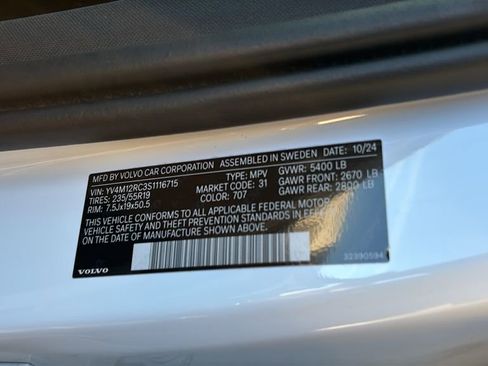 MFD BY VOLVO CAR CORPORATION ASSEMBLED IN SWEDEN 10/24
VIN: YV4M12RC3S1116715 TYPE: MPV GVWR: 5400 LB
TIRES: 235/55R19 MARKET CODE: 31 GAWR FRONT: 2670 LB
RIM: 7.5Jx19x50.5 COLOR: 707 GAWR REAR: 2800 LB
THIS VEHICLE CONFORMS TO ALL APPLICABLE FEDERAL MOTOR
VEHICLE SAFETY AND THEFT PREVENTION STANDARDS IN EFFECT
ON THE DATE OF MANUFACTURE SHOWN ABOVE.
VOLVO 32390594